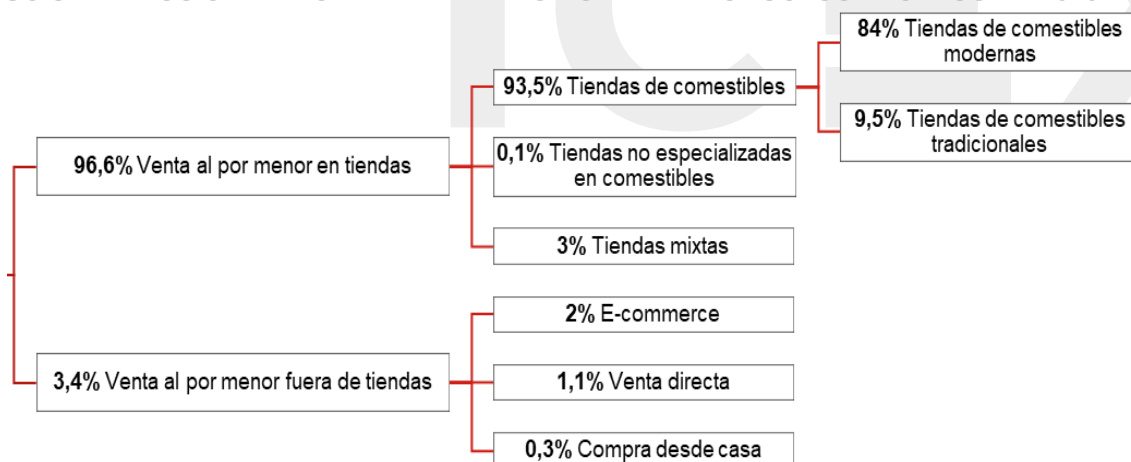 84% Tiendas de comestibles
modernas
93,5% Tiendas de comestibles
9,5% Tiendas de comestibles
tradicionales
96,6% Venta al por menor en tiendas
0,1% Tiendas no especializadas
en comestibles
3% Tiendas mixtas
2% E-commerce
3,4% Venta al por menor fuera de tiendas
1,1% Venta directa
0,3% Compra desde casa